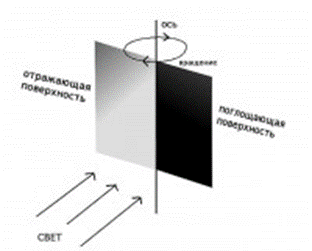 ось
вращение
отражающая
поверхность
поглощающая
поверхность
СВЕТ